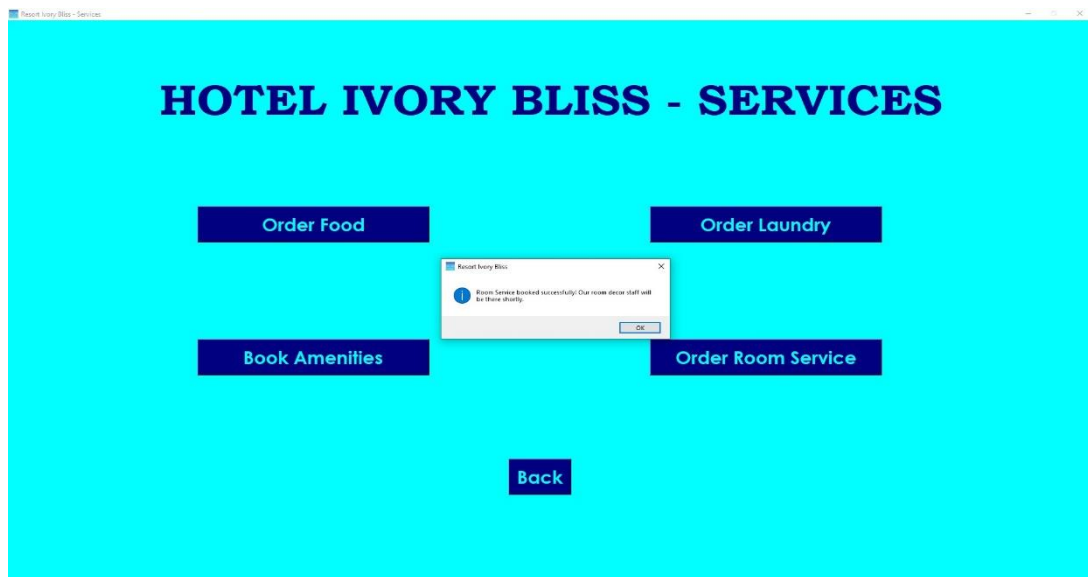 Resort Ivory Bliss - Services
HOTEL IVORY BLISS - SERVICES
Order Food
Order Laundry
Resort Ivory Bliss
Room Service booked successfully! Our room decor staff will
be there shortly.
OK
Book Amenities
Order Room Service
Back